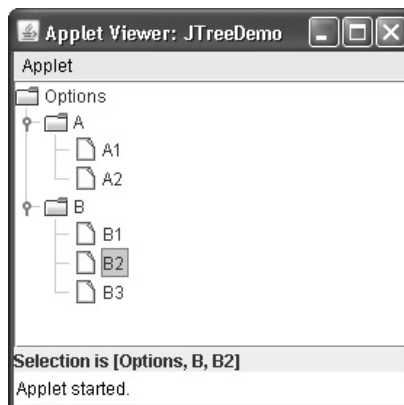 Applet Viewer: JTreeDemo
Applet
Options
A
A1
A2
B
B1
B2
B3
Selection is [Options, B, B2]
Applet started.